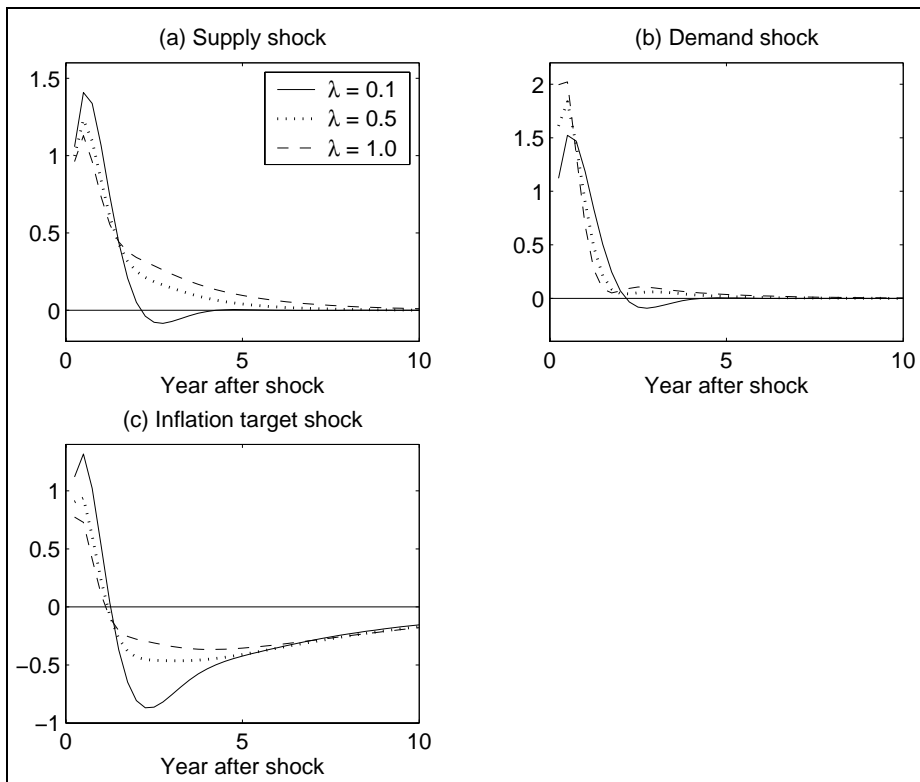 (a) Supply shock
1.5
1
0.5
0
0
5
10
Year after shock
λ = 0.1
λ = 0.5
λ = 1.0
(b) Demand shock
2
1.5
1
0.5
0
0
5
10
Year after shock
(c) Inflation target shock
1
0.5
0
−0.5
−1
0
5
10
Year after shock